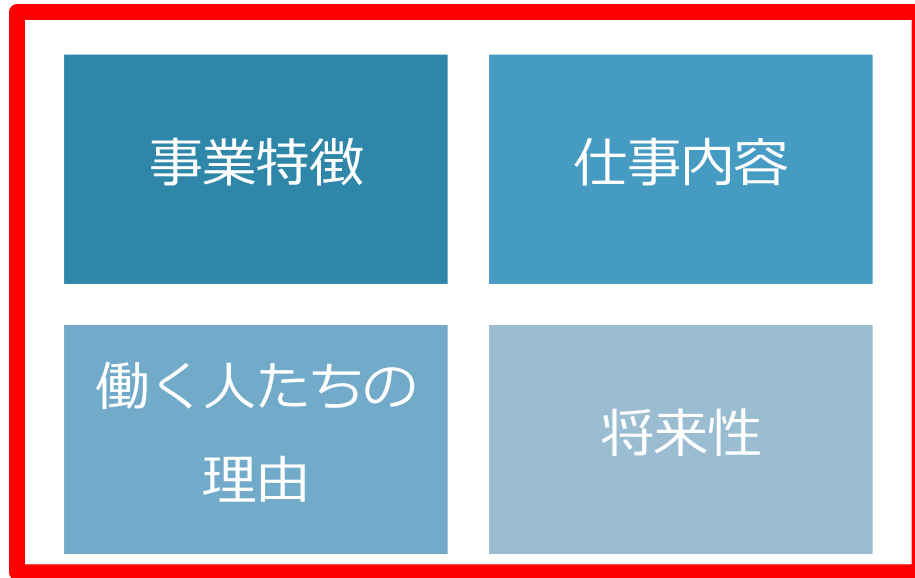 事業特徴
仕事内容
働く人たちの
理由
将来性